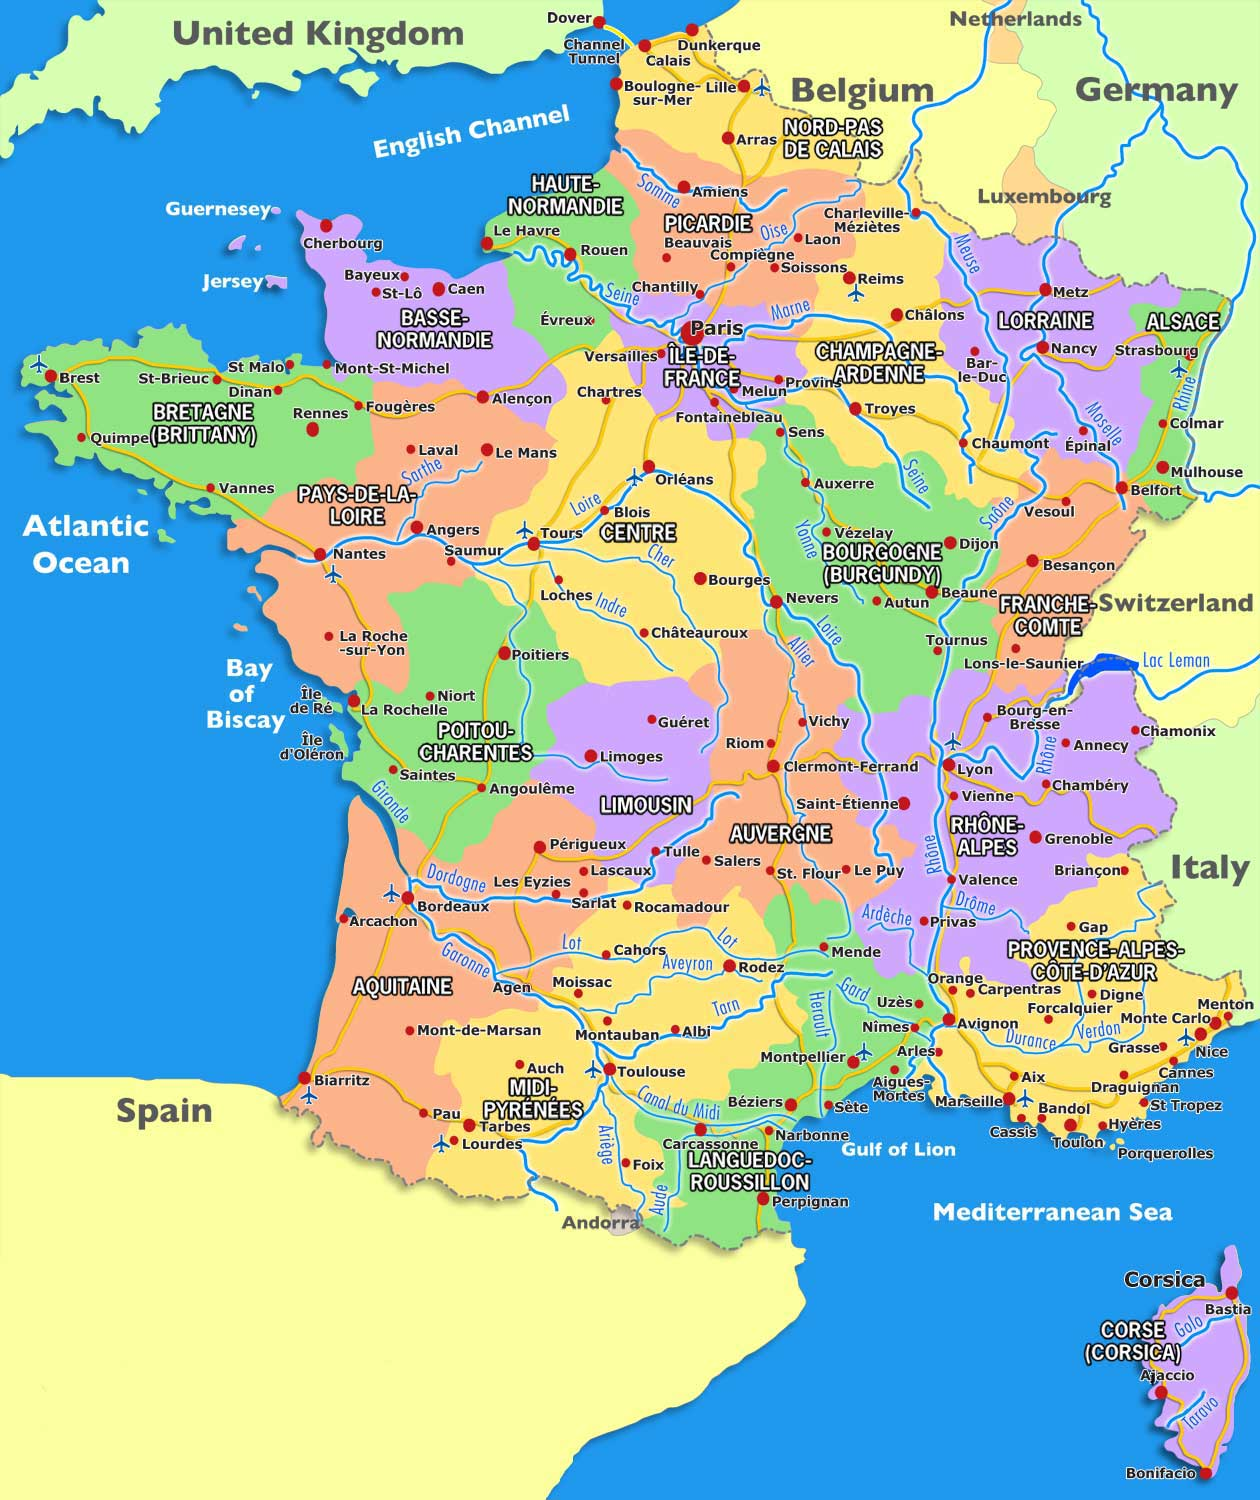 Dover
Netherlands
United Kingdom
Channel
Tunnel
Dunkerque
Calais
Boulogne-
sur-Mer
Lille
Belgium
Germany
English Channel
Arras
NORD-PAS
DE CALAIS
HAUTE-
NORMANDIE
Somme
Amiens
Luxembourg
Guernesey
PICARDIE
Charleville-
Méziètes
Cherbourg
Le Havre
Rouen
Beauvais
Oise
Laon
Compiègne
Soissons
Meuse
Jersey
Bayeux
St-Lô
Caen
Seine
Chantilly
Reims
Metz
BASSE-
NORMANDIE
Évreux
Paris
Marne
Châlons
LORRAINE
ALSACE
Versailles
ÎLE-DE-
FRANCE
CHAMPAGNE-
ARDENNE
Bar-
le-Duc
Nancy
Strasbourg
Brest
St-Brieuc
St Malo
Mont-St-Michel
Dinan
Chartres
Melun
Provins
Rhine
BRETAGNE
(BRITTANY)
Rennes
Fougères
Alençon
Fontainebleau
Troyes
Moselle
Quimper
Sens
Chaumont
Épinal
Colmar
Laval
Le Mans
Sarthe
Mulhouse
Vannes
Orléans
Auxerre
Seine
Belfort
PAYS-DE-LA-
LOIRE
Loire
Blois
Saône
Vesoul
Atlantic
Ocean
Angers
Tours
CENTRE
Yonne
Vézelay
Dijon
Nantes
Saumur
Cher
BOURGOGNE
(BURGUNDY)
Besançon
Loches
Indre
Bourges
Nevers
Autun
Beaune
FRANCHE-
COMTE
Switzerland
La Roche
-sur-Yon
Châteauroux
Loire
Tournus
Poitiers
Allier
Lons-le-Saunier
Lac Leman
Bay
of
Biscay
Île
de Ré
Niort
La Rochelle
Guéret
Vichy
Bourg-en-
Bresse
Île
d'Oléron
POITOU-
CHARENTES
Riom
Annecy
Chamonix
Limoges
Clermont-Ferrand
Lyon
Rhône
Saintes
Angoulême
Chambéry
Gironde
LIMOUSIN
Saint-Étienne
Vienne
AUVERGNE
RHÔNE-
ALPES
Grenoble
Périgueux
Tulle
Salers
Rhône
Italy
Dordogne
Lascaux
Les Eyzies
St. Flour
Le Puy
Valence
Briançon
Bordeaux
Sarlat
Rocamadour
Drôme
Arcachon
Ardèche
Privas
Gap
Garonne
Lot
Cahors
Lot
Mende
PROVENCE-ALPES-
CÔTE-D'AZUR
Aveyron
Rodez
AQUITAINE
Agen
Moissac
Herault
Gard
Orange
Carpentras
Digne
Tarn
Uzès
Forcalquier
Menton
Mont-de-Marsan
Montauban
Albi
Nîmes
Avignon
Durance
Verdon
Monte Carlo
Nice
Auch
Montpellier
Arles
Grasse
Biarritz
Toulouse
Aigues-
Mortes
Aix
Cannes
Draguignan
Spain
MIDI-
PYRÉNÉES
Canal du Midi
Béziers
Sète
Marseille
Bandol
St Tropez
Pau
Tarbes
Lourdes
Ariége
Carcassonne
Narbonne
Cassis
Toulon
Hyères
Gulf of Lion
Porquerolles
Foix
LANGUEDOC-
ROUSSILLON
Aude
Perpignan
Andorra
Mediterranean Sea
Corsica
Bastia
CORSE
(CORSICA)
Golo
Ajaccio
Taravo
Bonifacio